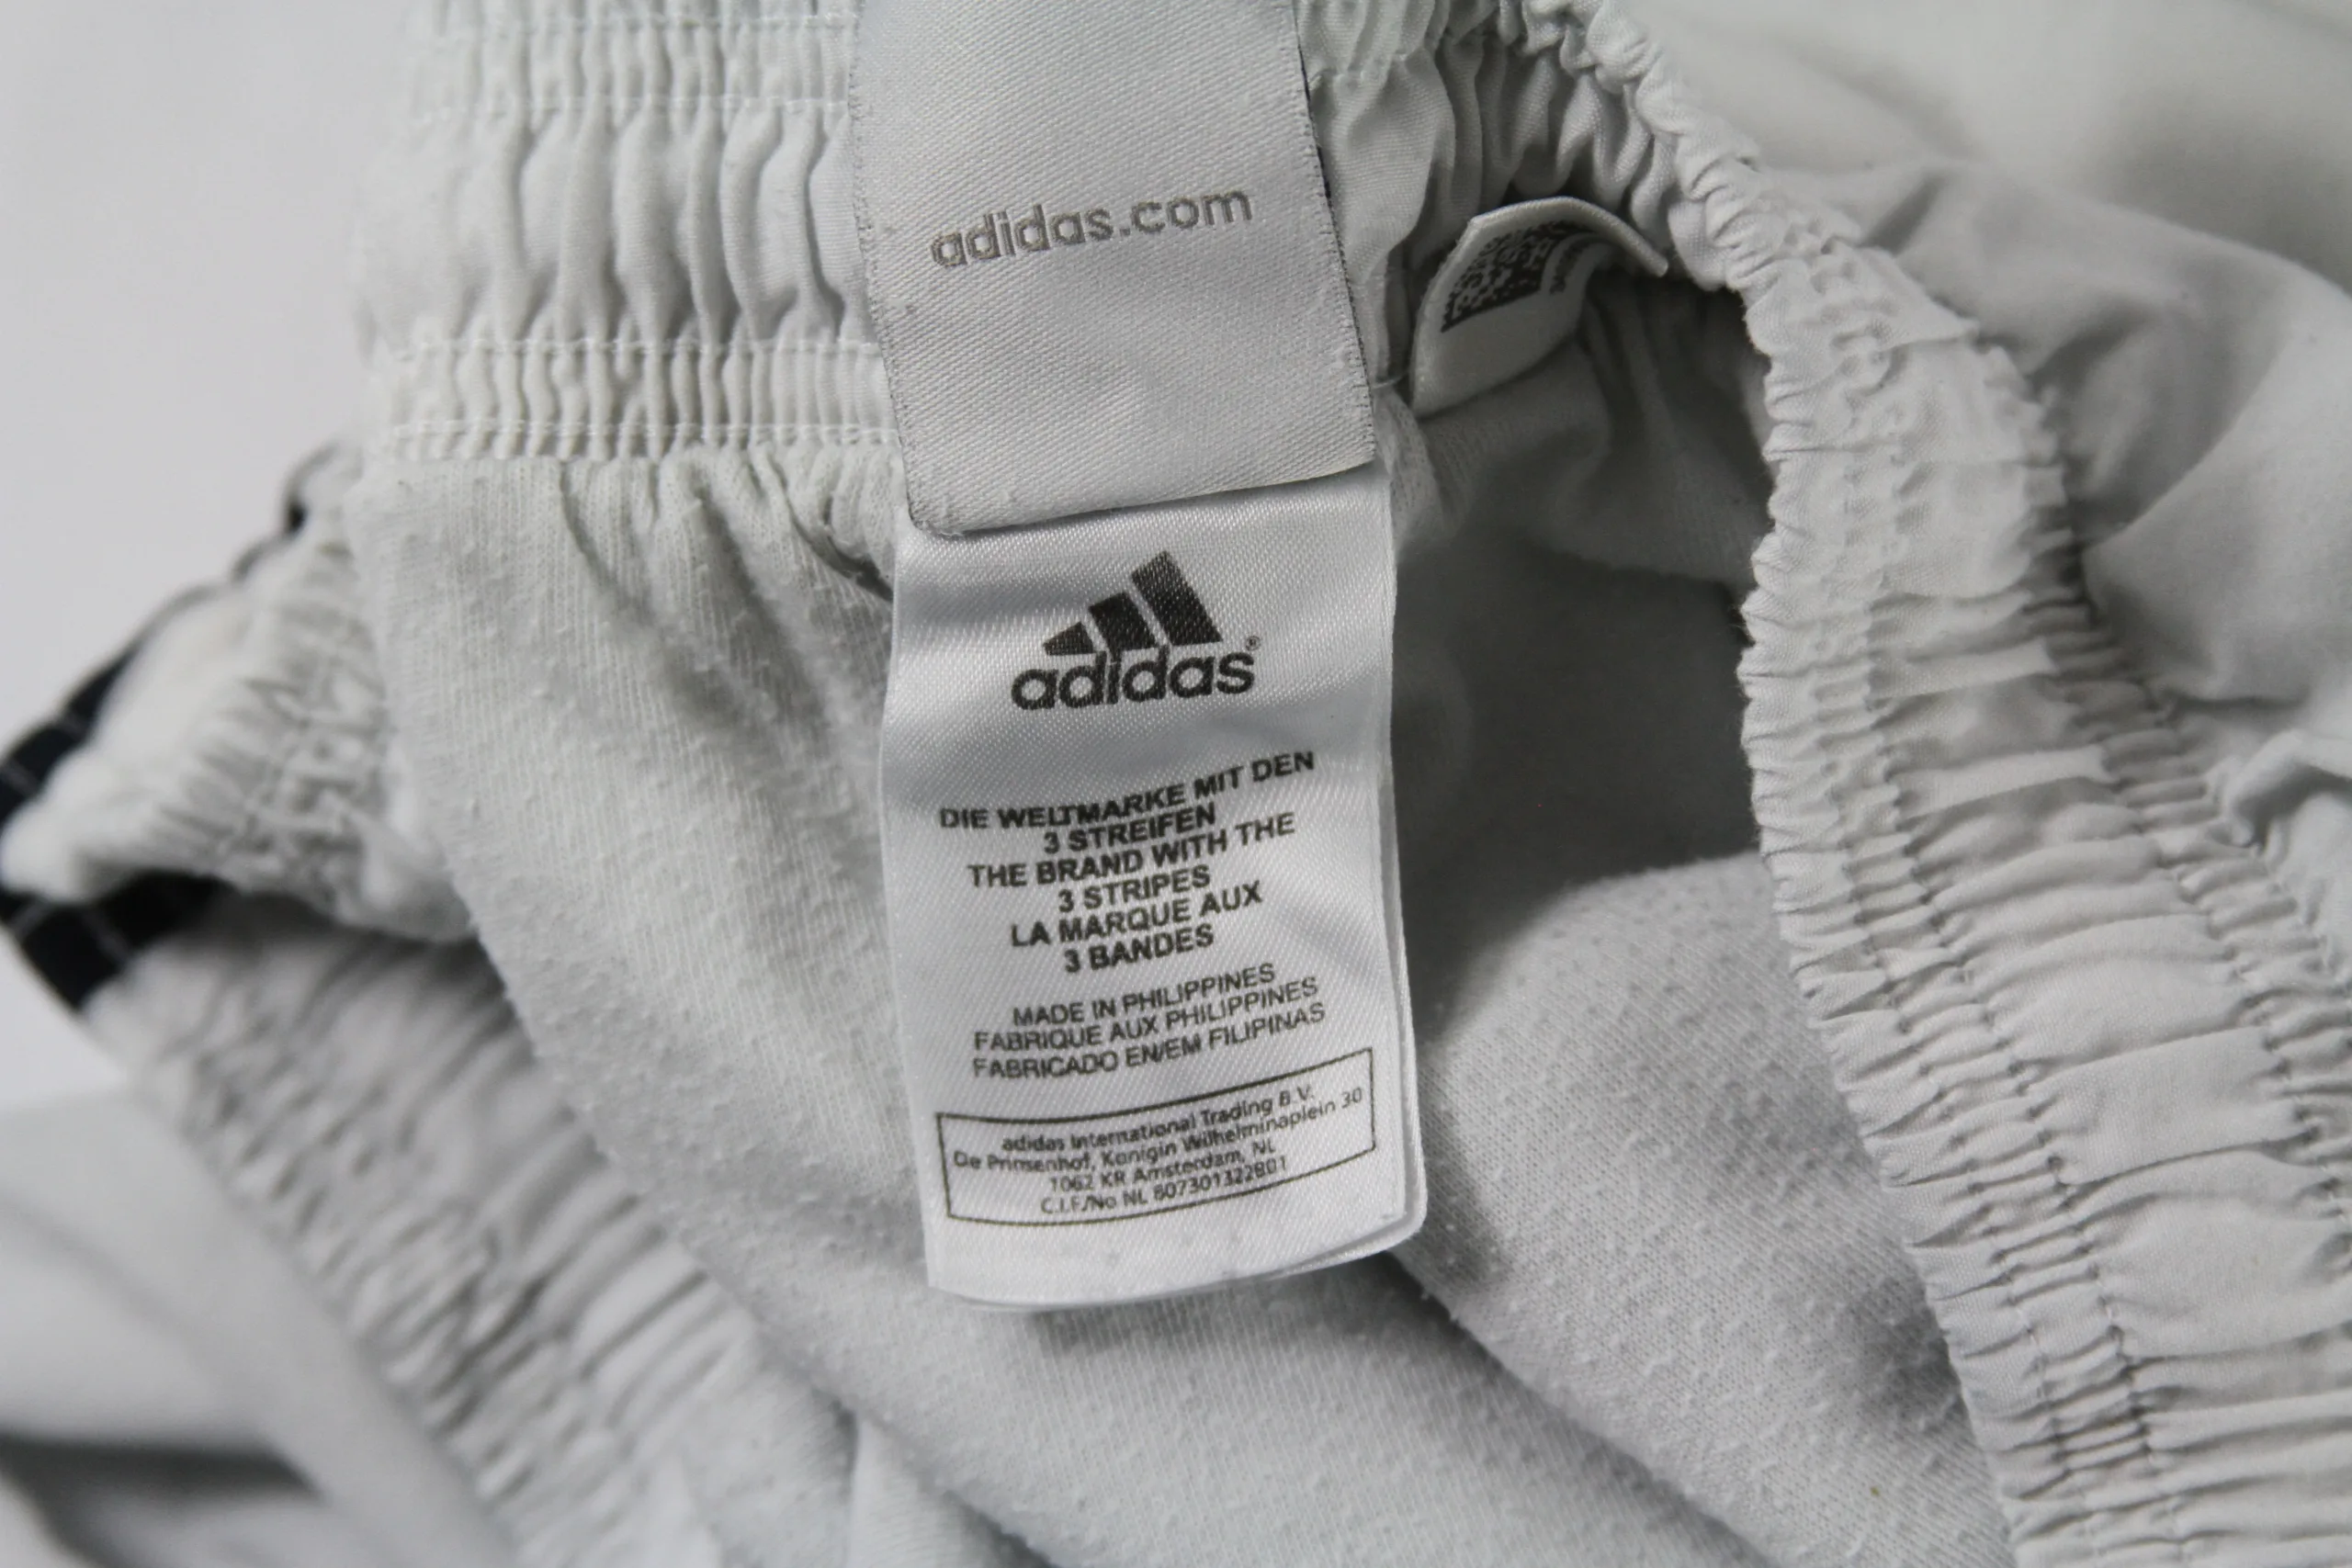 adidas.com
adidas®
DIE WELTMARKE MIT DEN
3 STREIFEN
THE BRAND WITH THE
3 STRIPES
LA MARQUE AUX
3 BANDES
MADE IN PHILIPPINES
FABRIQUE AUX PHILIPPINES
FABRICADO EN/EM FILIPINAS
adidas International Trading B.V.
De Prinsenhof, Konigin Wilhelminaplein 30
1062 KR Amsterdam, NL
C.I.F./No NL 807301322B01